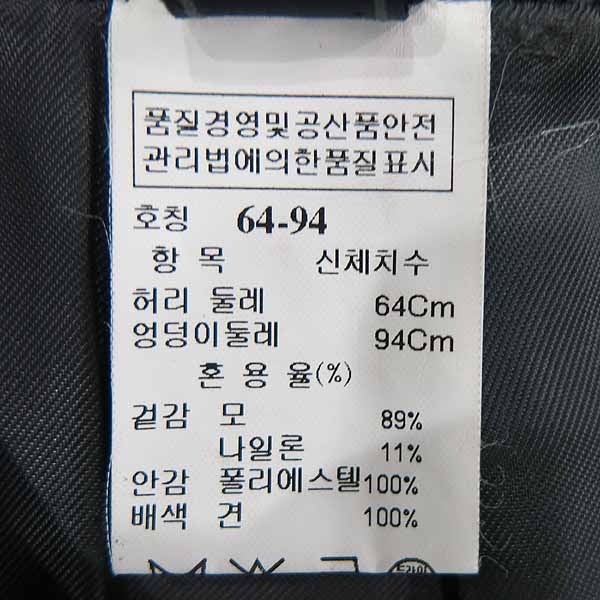 품질경영및공산품안전
관리법에의한품질표시
호칭 64-94
항 목 신체치수
허리 둘레 64Cm
엉덩이둘레 94Cm
혼 용 율(%)
겉감 모 89%
나일론 11%
안감 폴리에스텔100%
배색 견 100%
드라이